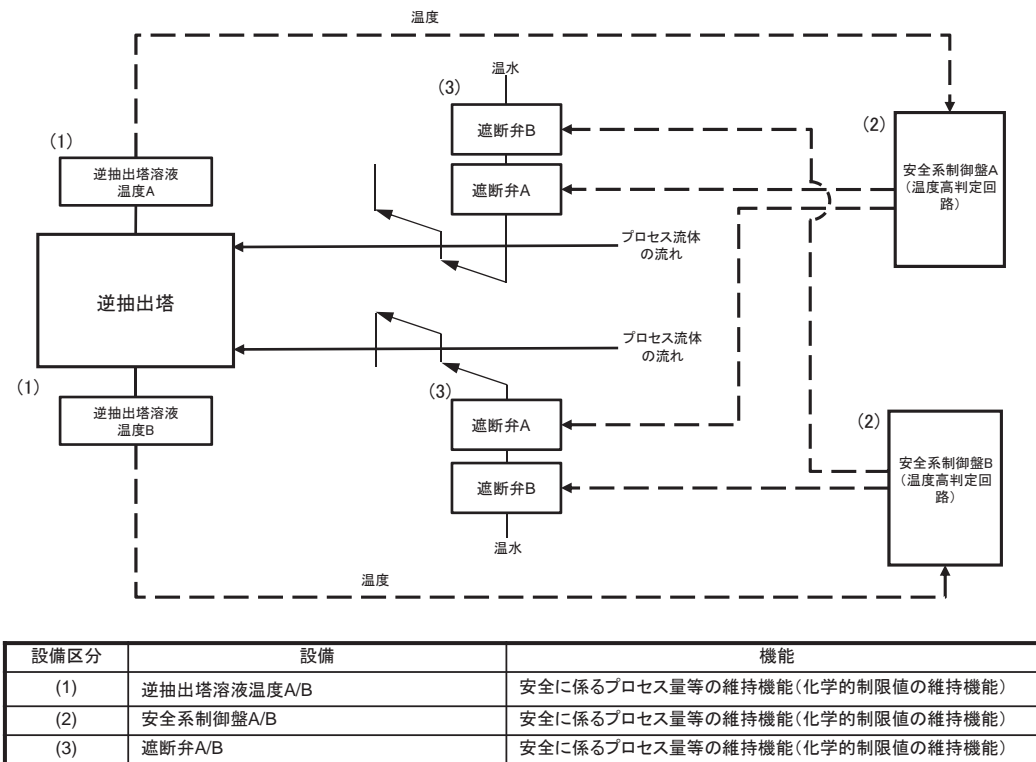 温度
温水
(3)
遮断弁B
(2)
(1)
逆抽出塔溶液
温度A
遮断弁A
安全系制御盤A
(温度高判定回
路)
プロセス流体
の流れ
逆抽出塔
プロセス流体
の流れ
(1)
(3)
逆抽出塔溶液
温度B
遮断弁A
(2)
安全系制御盤B
(温度高判定回
路)
遮断弁B
温水
温度
設備区分 設備 機能
(1) 逆抽出塔溶液温度A/B 安全に係るプロセス量等の維持機能(化学的制限値の維持機能)
(2) 安全系制御盤A/B 安全に係るプロセス量等の維持機能(化学的制限値の維持機能)
(3) 遮断弁A/B 安全に係るプロセス量等の維持機能(化学的制限値の維持機能)